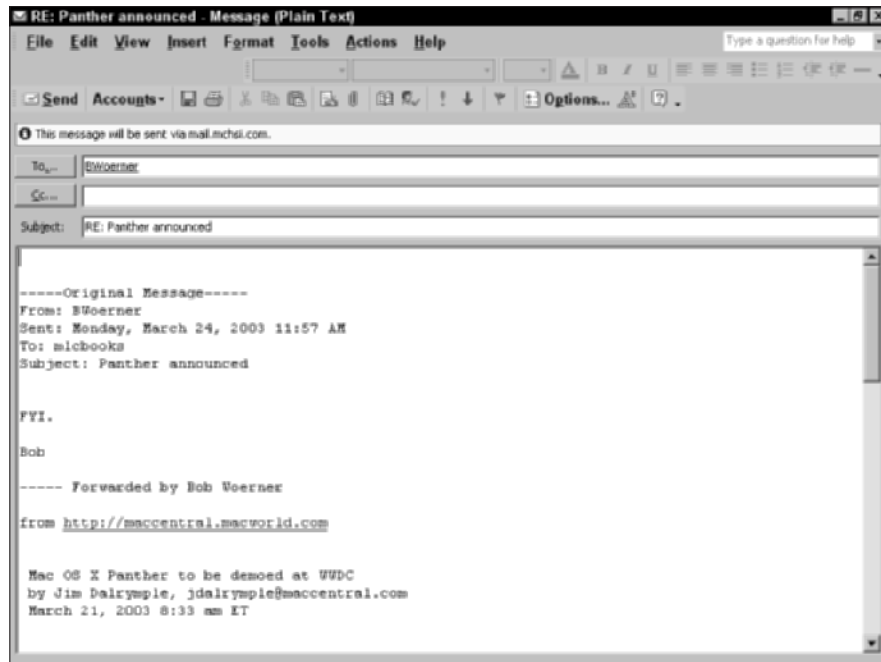 RE: Panther announced - Message (Plain Text)
File Edit View Insert Format Tools Actions Help
Type a question for help
B I U
Send Accounts Options...
This message will be sent via mail.mchsi.com.
To... BWoerner
Cc...
Subject: RE: Panther announced
-----Original Message-----
From: BWoerner
Sent: Monday, March 24, 2003 11:57 AM
To: mlcbooks
Subject: Panther announced
FYI.
Bob
----- Forwarded by Bob Woerner
from http://maccentral.macworld.com
Mac OS X Panther to be demoed at WWDC
by Jim Dalrymple, jdalrymple@maccentral.com
March 21, 2003 8:33 am ET